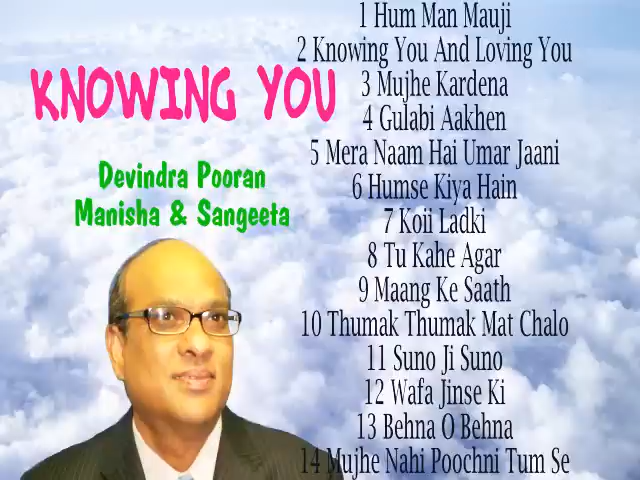 KNOWING YOU
Devindra Pooran
Manisha & Sangeeta
1 Hum Man Mauji
2 Knowing You And Loving You
3 Mujhe Kardena
4 Gulabi Aakhen
5 Mera Naam Hai Umar Jaani
6 Humse Kiya Hain
7 Koii Ladki
8 Tu Kahe Agar
9 Maang Ke Saath
10 Thumak Thumak Mat Chalo
11 Suno Ji Suno
12 Wafa Jinse Ki
13 Behna O Behna
14 Mujhe Nahi Poochni Tum Se